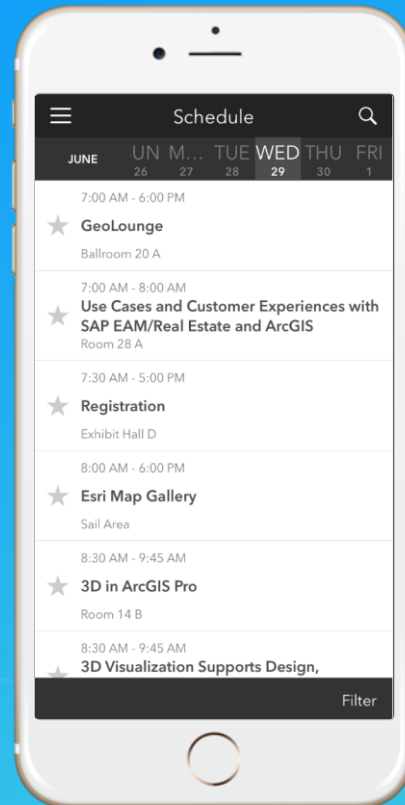 Schedule
JUNE
UN M... TUE WED THU FRI
26 27 28 29 30 1
7:00 AM - 6:00 PM
GeoLounge
Ballroom 20 A
7:00 AM - 8:00 AM
Use Cases and Customer Experiences with
SAP EAM/Real Estate and ArcGIS
Room 28 A
7:30 AM - 5:00 PM
Registration
Exhibit Hall D
8:00 AM - 6:00 PM
Esri Map Gallery
Sail Area
8:30 AM - 9:45 AM
3D in ArcGIS Pro
Room 14 B
8:30 AM - 9:45 AM
3D Visualization Supports Design,
Filter